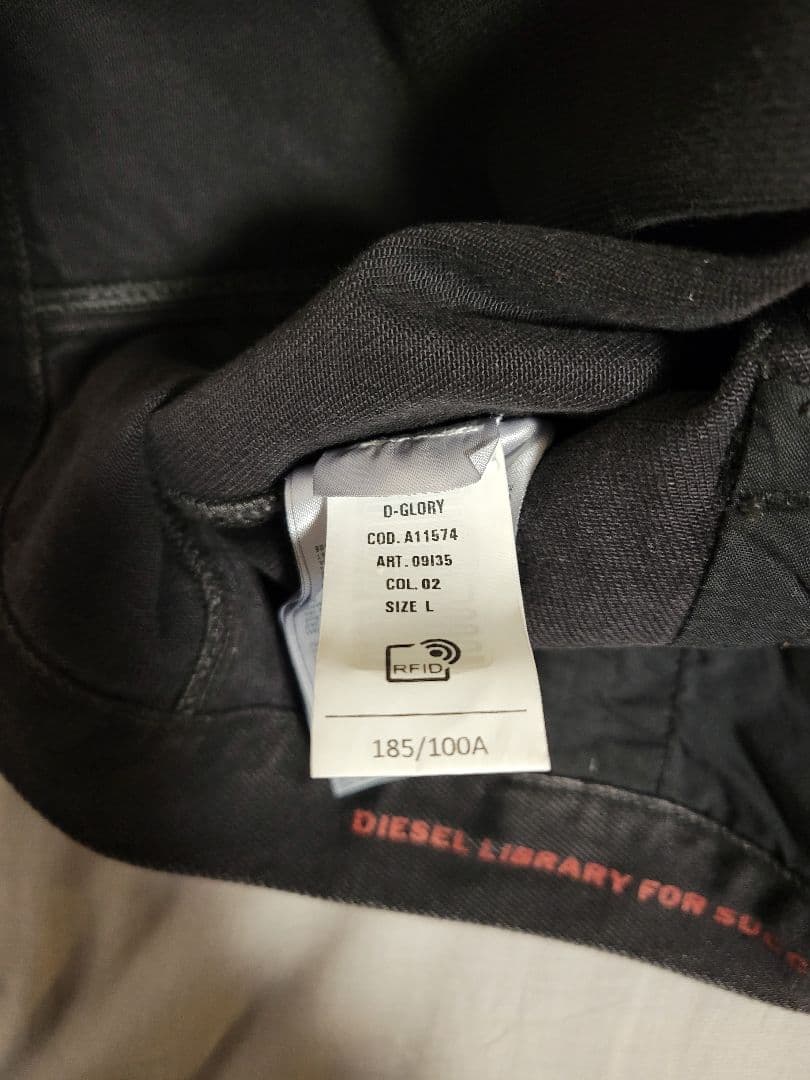 D-GLORY
COD. A11574
ART. 09I35
COL. 02
SIZE L
RFID
185/100A
DIESEL LIBRARY FOR